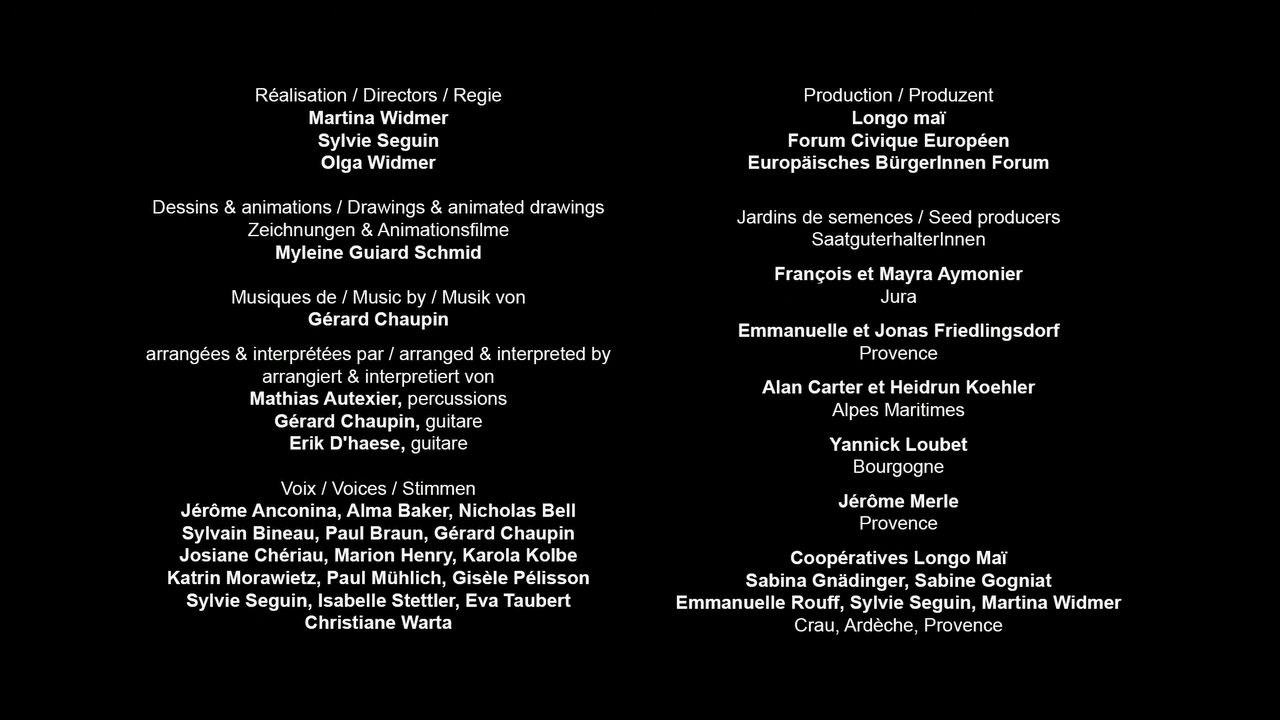 Réalisation / Directors / Regie
Martina Widmer
Sylvie Seguin
Olga Widmer
Dessins & animations / Drawings & animated drawings
Zeichnungen & Animationsfilme
Myleine Guiard Schmid
Musiques de / Music by / Musik von
Gérard Chaupin
arrangées & interprétées par / arranged & interpreted by
arrangiert & interpretiert von
Mathias Autexier, percussions
Gérard Chaupin, guitare
Erik D'haese, guitare
Voix / Voices / Stimmen
Jérôme Anconina, Alma Baker, Nicholas Bell
Sylvain Bineau, Paul Braun, Gérard Chaupin
Josiane Chériau, Marion Henry, Karola Kolbe
Katrin Morawietz, Paul Mühlich, Gisèle Pélisson
Sylvie Seguin, Isabelle Stettler, Eva Taubert
Christiane Warta
Production / Produzent
Longo maï
Forum Civique Européen
Europäisches BürgerInnen Forum
Jardins de semences / Seed producers
SaatguterhalterInnen
François et Mayra Aymonier
Jura
Emmanuelle et Jonas Friedlingsdorf
Provence
Alan Carter et Heidrun Koehler
Alpes Maritimes
Yannick Loubet
Bourgogne
Jérôme Merle
Provence
Coopératives Longo Maï
Sabina Gnädinger, Sabine Gogniat
Emmanuelle Rouff, Sylvie Seguin, Martina Widmer
Crau, Ardèche, Provence